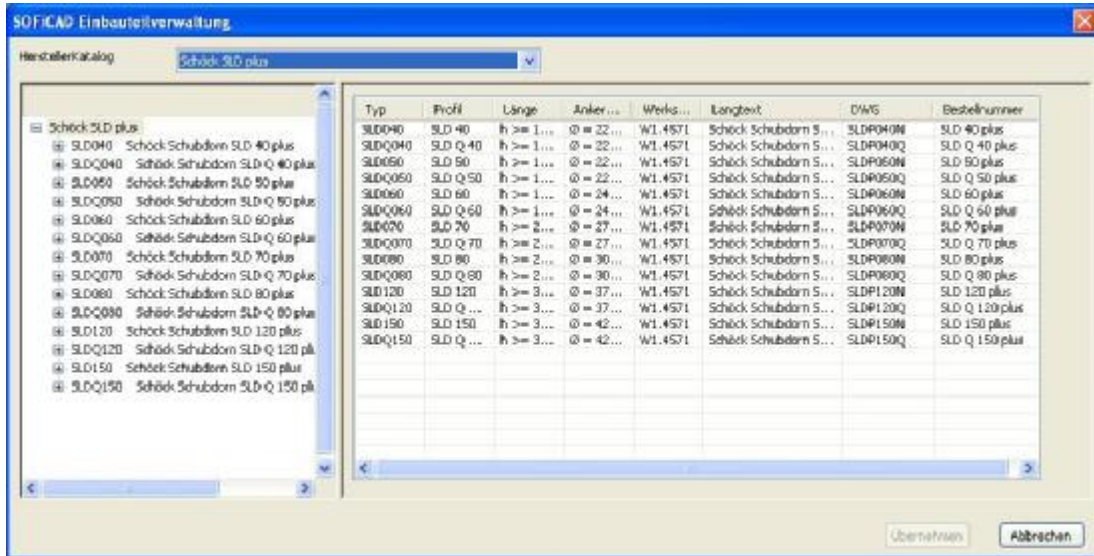 SOFiCAD Einbauteilverwaltung
Herstellerkatalog Schöck SLD plus
Schöck SLD plus
SLD040 Schöck Schubdorn SLD 40 plus
SLDQ040 Schöck Schubdorn SLD-Q 40 plus
SLD050 Schöck Schubdorn SLD 50 plus
SLDQ050 Schöck Schubdorn SLD-Q 50 plus
SLD060 Schöck Schubdorn SLD 60 plus
SLDQ060 Schöck Schubdorn SLD-Q 60 plus
SLD070 Schöck Schubdorn SLD 70 plus
SLDQ070 Schöck Schubdorn SLD-Q 70 plus
SLD080 Schöck Schubdorn SLD 80 plus
SLDQ080 Schöck Schubdorn SLD-Q 80 plus
SLD120 Schöck Schubdorn SLD 120 plus
SLDQ120 Schöck Schubdorn SLD-Q 120 pl
SLD150 Schöck Schubdorn SLD 150 plus
SLDQ150 Schöck Schubdorn SLD-Q 150 pl
Typ Profil Länge Anker... Werks... Langtext DWG Bestellnummer
SLD040 SLD 40 h >= 1... Ø = 22... W1.4571 Schöck Schubdorn S... SLDP040N SLD 40 plus
SLDQ040 SLD Q 40 h >= 1... Ø = 22... W1.4571 Schöck Schubdorn S... SLDP040Q SLD Q 40 plus
SLD050 SLD 50 h >= 1... Ø = 22... W1.4571 Schöck Schubdorn S... SLDP050N SLD 50 plus
SLDQ050 SLD Q 50 h >= 1... Ø = 22... W1.4571 Schöck Schubdorn S... SLDP050Q SLD Q 50 plus
SLD060 SLD 60 h >= 1... Ø = 24... W1.4571 Schöck Schubdorn S... SLDP060N SLD 60 plus
SLDQ060 SLD Q 60 h >= 1... Ø = 24... W1.4571 Schöck Schubdorn S... SLDP060Q SLD Q 60 plus
SLD070 SLD 70 h >= 2... Ø = 27... W1.4571 Schöck Schubdorn S... SLDP070N SLD 70 plus
SLDQ070 SLD Q 70 h >= 2... Ø = 27... W1.4571 Schöck Schubdorn S... SLDP070Q SLD Q 70 plus
SLD080 SLD 80 h >= 2... Ø = 30... W1.4571 Schöck Schubdorn S... SLDP080N SLD 80 plus
SLDQ080 SLD Q 80 h >= 2... Ø = 30... W1.4571 Schöck Schubdorn S... SLDP080Q SLD Q 80 plus
SLD120 SLD 120 h >= 3... Ø = 37... W1.4571 Schöck Schubdorn S... SLDP120N SLD 120 plus
SLDQ120 SLD Q ... h >= 3... Ø = 37... W1.4571 Schöck Schubdorn S... SLDP120Q SLD Q 120 plus
SLD150 SLD 150 h >= 3... Ø = 42... W1.4571 Schöck Schubdorn S... SLDP150N SLD 150 plus
SLDQ150 SLD Q ... h >= 3... Ø = 42... W1.4571 Schöck Schubdorn S... SLDP150Q SLD Q 150 plus
Übernehmen Abbrechen